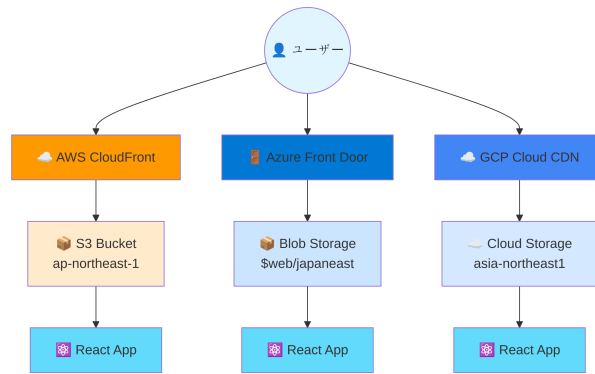 👤 ユーザー
☁️ AWS CloudFront
🚪 Azure Front Door
☁️ GCP Cloud CDN
📦 S3 Bucket
ap-northeast-1
📦 Blob Storage
$web/japaneast
☁️ Cloud Storage
asia-northeast1
⚛️ React App
⚛️ React App
⚛️ React App